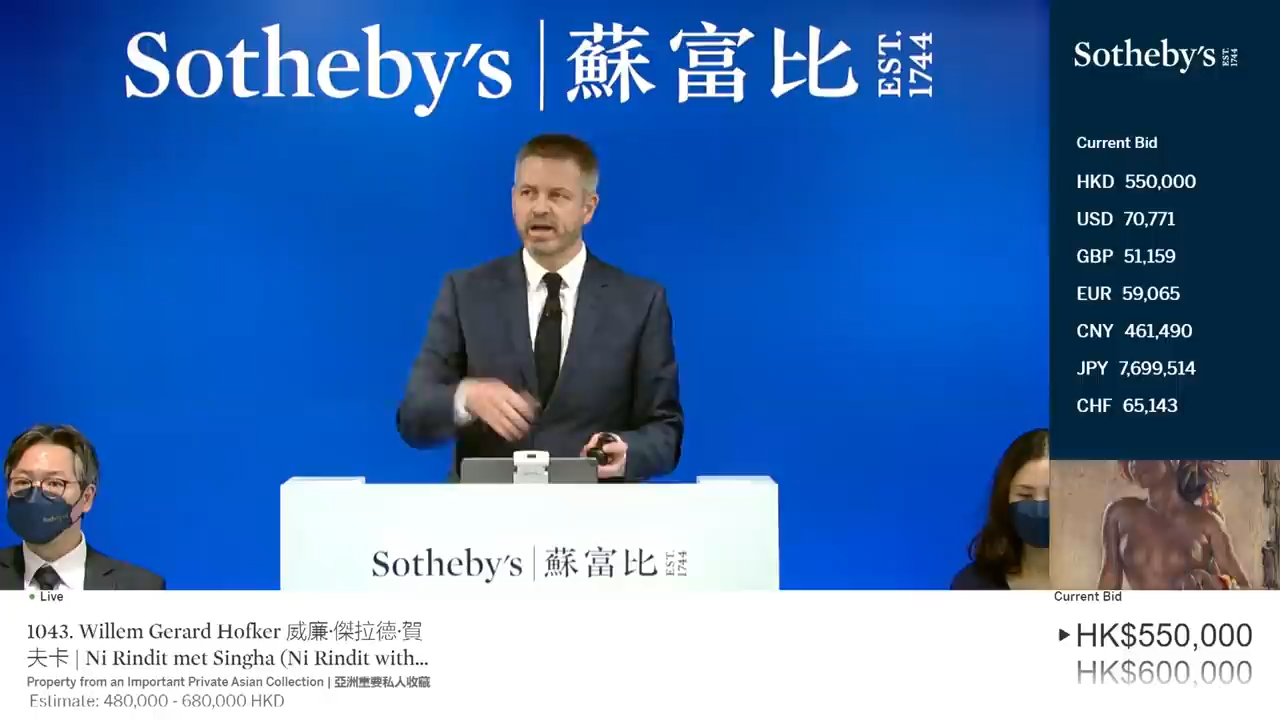 Sotheby's | 蘇富比 EST. 1744
Sotheby's EST. 1744
Current Bid
HKD 550,000
USD 70,771
GBP 51,159
EUR 59,065
CNY 461,490
JPY 7,699,514
CHF 65,143
Sotheby's | 蘇富比 EST. 1744
Live
1043. Willem Gerard Hofker 威廉·傑拉德·賀
夫卡 | Ni Rindit met Singha (Ni Rindit with...
Property from an Important Private Asian Collection | 亞洲重要私人收藏
Estimate: 480,000 - 680,000 HKD
Current Bid
HK$550,000
HK$600,000